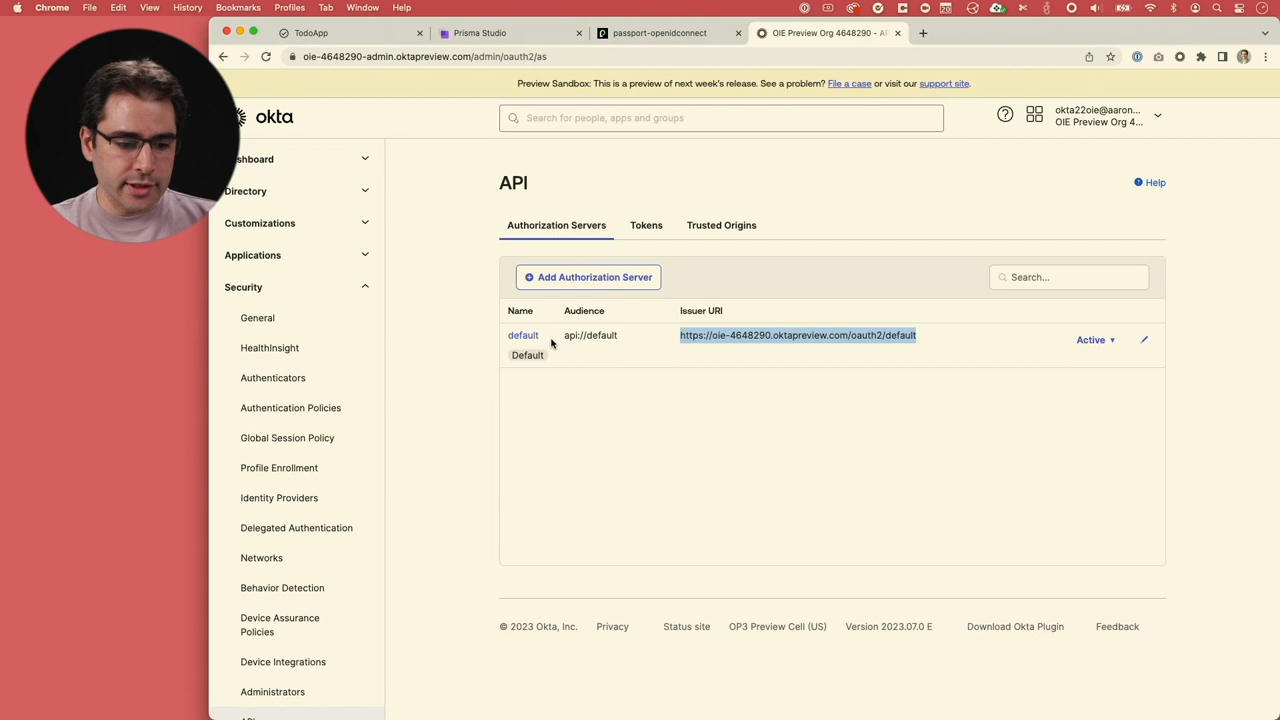 Chrome File Edit View History Bookmarks Profiles Tab Window Help
TodoApp
Prisma Studio
passport-openidconnect
OIE Preview Org 4648290 - AP
oie-4648290-admin.oktapreview.com/admin/oauth2/as
Preview Sandbox: This is a preview of next week's release. See a problem? File a case or visit our support site.
okta
Search for people, apps and groups
okta22oie@aaron...
OIE Preview Org 4...
shboard
Directory
Customizations
Applications
Security
General
HealthInsight
Authenticators
Authentication Policies
Global Session Policy
Profile Enrollment
Identity Providers
Delegated Authentication
Networks
Behavior Detection
Device Assurance
Policies
Device Integrations
Administrators
API
API
Help
Authorization Servers Tokens Trusted Origins
Add Authorization Server
Search...
Name Audience Issuer URI
default api://default https://oie-4648290.oktapreview.com/oauth2/default Active
Default
© 2023 Okta, Inc. Privacy Status site OP3 Preview Cell (US) Version 2023.07.0 E Download Okta Plugin Feedback